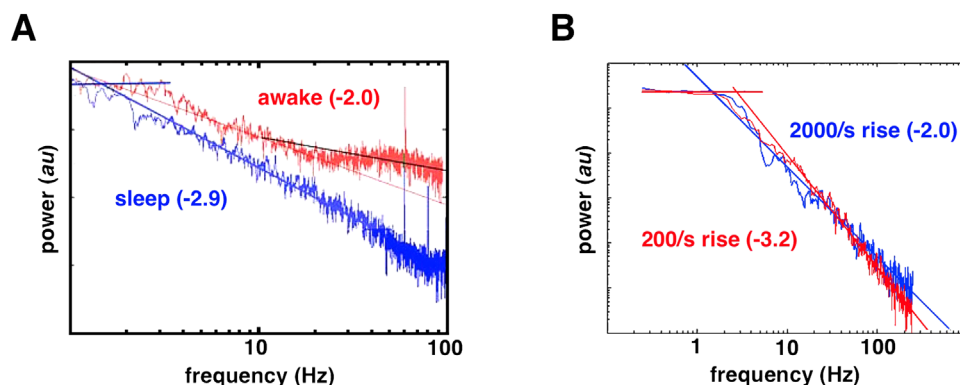 A
awake (-2.0)
sleep (-2.9)
power (au)
10
100
frequency (Hz)
B
2000/s rise (-2.0)
200/s rise (-3.2)
power (au)
1
10
100
frequency (Hz)